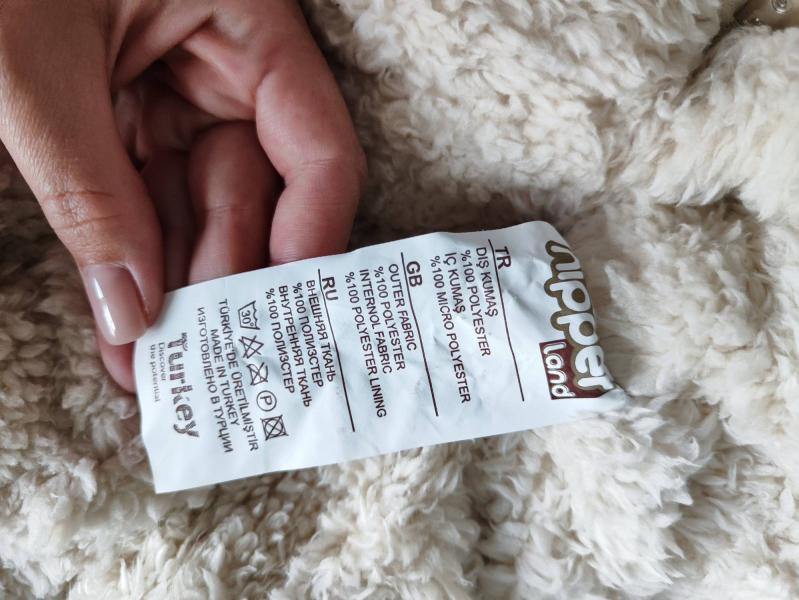 nipper
land
TR
DIŞ KUMAŞ
%100 POLYESTER
İÇ KUMAŞ
%100 MICRO POLYESTER
GB
OUTER FABRIC
%100 POLYESTER
INTERNOL FABRIC
%100 POLYESTER LINING
RU
ВНЕШНЯЯ ТКАНЬ
%100 ПОЛИЭСТЕР
ВНУТРЕННЯЯ ТКАНЬ
%100 ПОЛИЭСТЕР
30 P
TÜRKİYE'DE ÜRETİLMİŞTİR
MADE IN TURKEY
ИЗГОТОВЛЕНО В ТУРЦИИ
Turkey
Discover
the potential